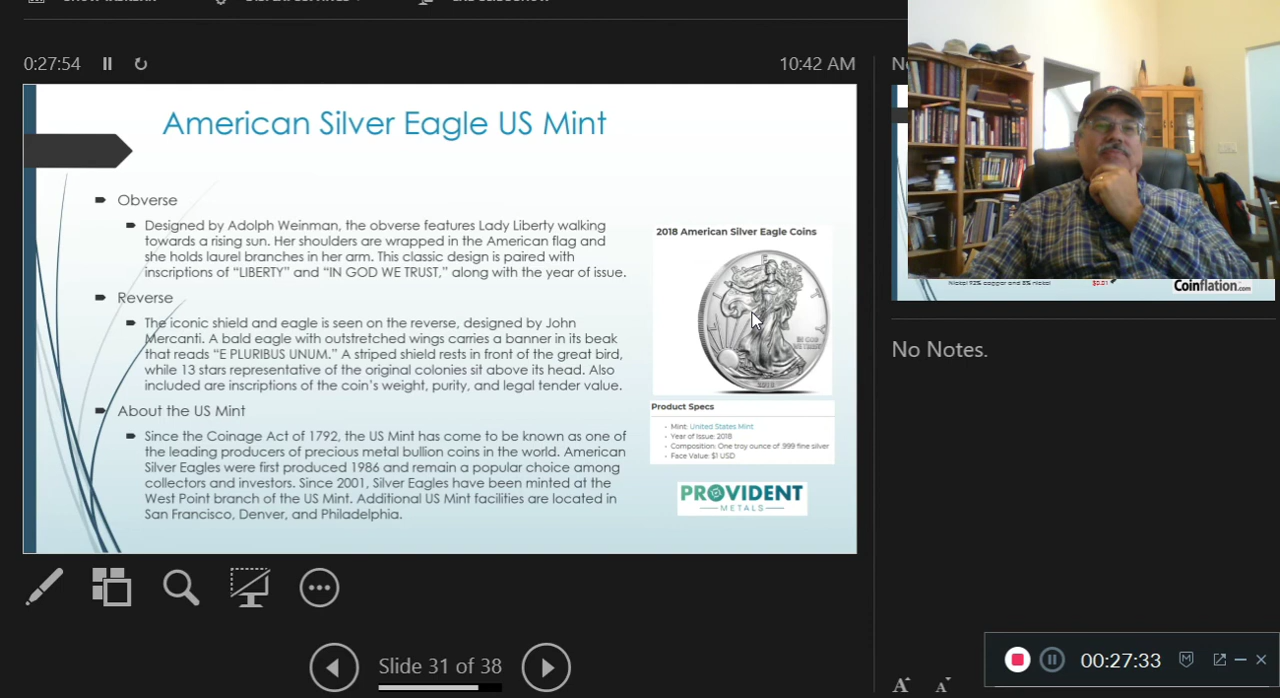 0:27:54
10:42 AM
American Silver Eagle US Mint
Obverse
Designed by Adolph Weinman, the obverse features Lady Liberty walking
towards a rising sun. Her shoulders are wrapped in the American flag and
she holds laurel branches in her arm. This classic design is paired with
inscriptions of “LIBERTY” and “IN GOD WE TRUST,” along with the year of issue.
Reverse
The iconic shield and eagle is seen on the reverse, designed by John
Mercanti. A bald eagle with outstretched wings carries a banner in its beak
that reads “E PLURIBUS UNUM.” A striped shield rests in front of the great bird,
while 13 stars representative of the original colonies sit above its head. Also
included are inscriptions of the coin’s weight, purity, and legal tender value.
About the US Mint
Since the Coinage Act of 1792, the US Mint has come to be known as one of
the leading producers of precious metal bullion coins in the world. American
Silver Eagles were first produced 1986 and remain a popular choice among
collectors and investors. Since 2001, Silver Eagles have been minted at the
West Point branch of the US Mint. Additional US Mint facilities are located in
San Francisco, Denver, and Philadelphia.
2018 American Silver Eagle Coins
IN GOD
WE TRUST
2018
Product Specs
Mint: United States Mint
Year of Issue: 2018
Composition: One troy ounce of .999 fine silver
Face Value: $1 USD
PROVIDENT
METALS
Coinflation.com
No Notes.
Slide 31 of 38
A A
00:27:33